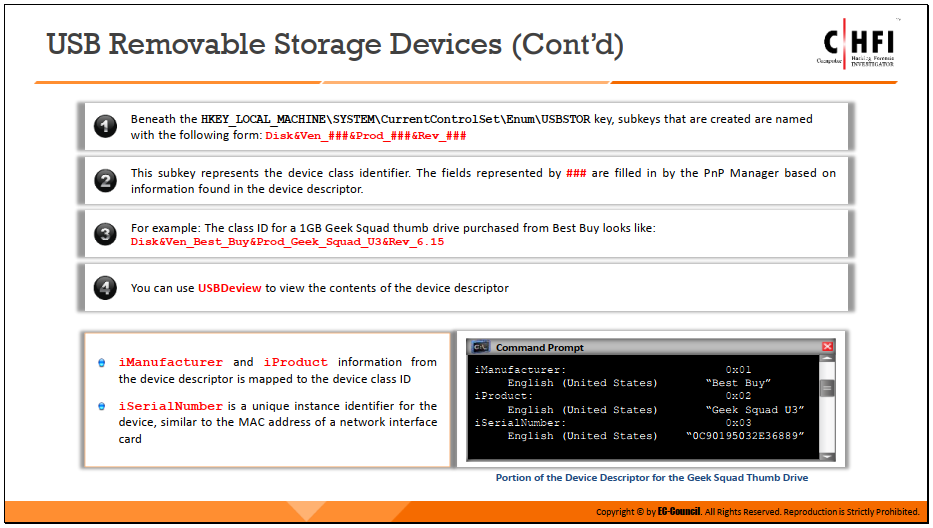 USB Removable Storage Devices (Cont'd)
CHFI
Computer Hacking Forensic
INVESTIGATOR
1
Beneath the HKEY_LOCAL_MACHINE\SYSTEM\CurrentControlSet\Enum\USBSTOR key, subkeys that are created are named
with the following form: Disk&Ven_###&Prod_###&Rev_###
2
This subkey represents the device class identifier. The fields represented by ### are filled in by the PnP Manager based on
information found in the device descriptor.
3
For example: The class ID for a 1GB Geek Squad thumb drive purchased from Best Buy looks like:
Disk&Ven_Best_Buy&Prod_Geek_Squad_U3&Rev_6.15
4
You can use USBDeview to view the contents of the device descriptor
iManufacturer and iProduct information from
the device descriptor is mapped to the device class ID
iSerialNumber is a unique instance identifier for the
device, similar to the MAC address of a network interface
card
Command Prompt
iManufacturer: 0x01
English (United States) “Best Buy”
iProduct: 0x02
English (United States) “Geek Squad U3”
iSerialNumber: 0x03
English (United States) “0C90195032E36889”
Portion of the Device Descriptor for the Geek Squad Thumb Drive
Copyright © by EC-Council. All Rights Reserved. Reproduction is Strictly Prohibited.